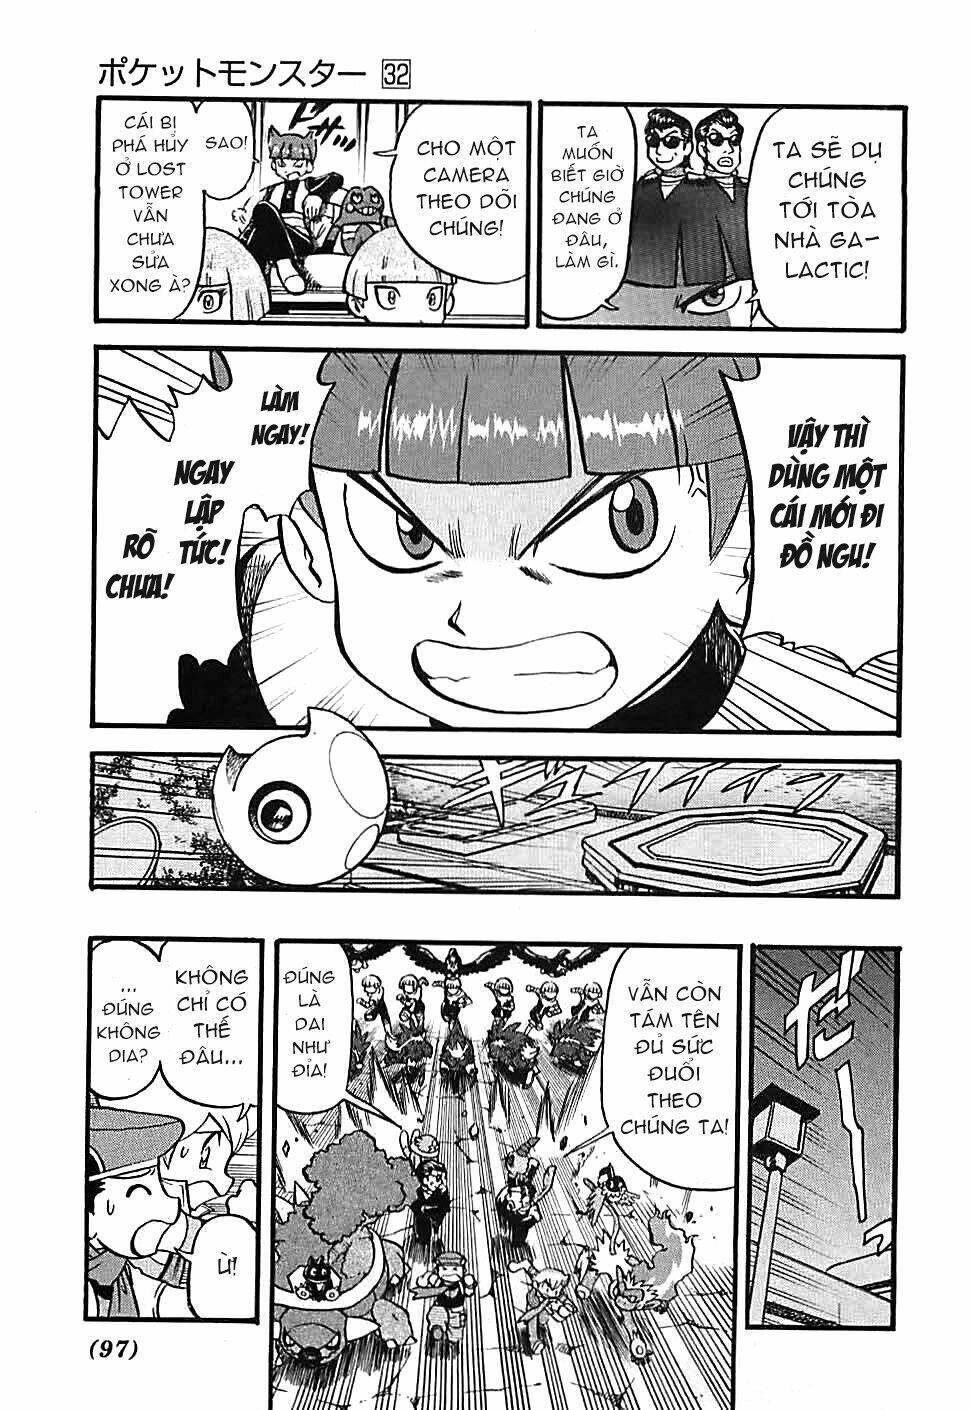 ポケットモンスター 32
TA SẼ DỤ
CHÚNG
TỚI TÒA
NHÀ GA-
LACTIC!
TA
MUỐN
BIẾT GIỜ
CHÚNG
ĐANG Ở
ĐÂU,
LÀM GÌ.
CHO MỘT
CAMERA
THEO DÕI
CHÚNG!
SAO!
CÁI BỊ
PHÁ HỦY
Ở LOST
TOWER
VẪN
CHƯA
SỬA
XONG À?
VẬY THÌ
DÙNG MỘT
CÁI MỚI ĐI
ĐỒ NGU!
LÀM
NGAY!
NGAY
LẬP
TỨC!
RÕ
CHƯA!
VẪN CÒN
TÁM TÊN
ĐỦ SỨC
ĐUỔI
THEO
CHÚNG TA!
ĐÚNG
LÀ
DAI
NHƯ
ĐỈA!
KHÔNG
CHỈ CÓ
THẾ
ĐÂU...
...
ĐÚNG
KHÔNG
DIA?
Ừ!
(97)